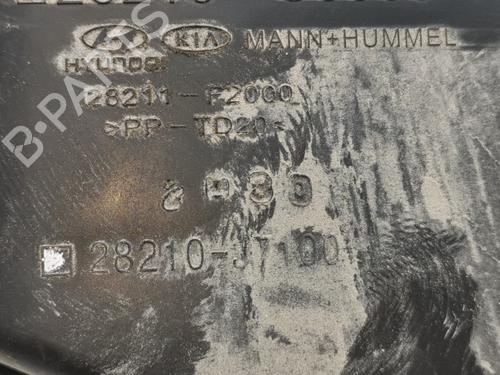 HYUNDAI KIA MANN+HUMMEL
28211-F2000
>PP-TD20<
28210-J7100
B-PARTS